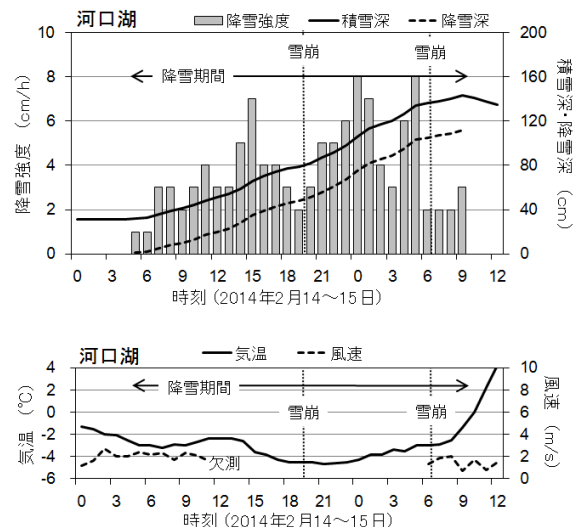 河口湖 降雪強度 積雪深 降雪深
10 200
雪崩 雪崩
降雪期間
8 160
6 120
4 80
2 40
0 0
降雪強度 (cm/h)
積雪深・降雪深 (cm)
0 3 6 9 12 15 18 21 0 3 6 9 12
時刻 (2014年2月14~15日)
河口湖 気温 風速
4 10
降雪期間
2 8
0 6
雪崩 雪崩
-2 4
-4 2
欠測
-6 0
気温 (℃)
風速 (m/s)
0 3 6 9 12 15 18 21 0 3 6 9 12
時刻 (2014年2月14~15日)